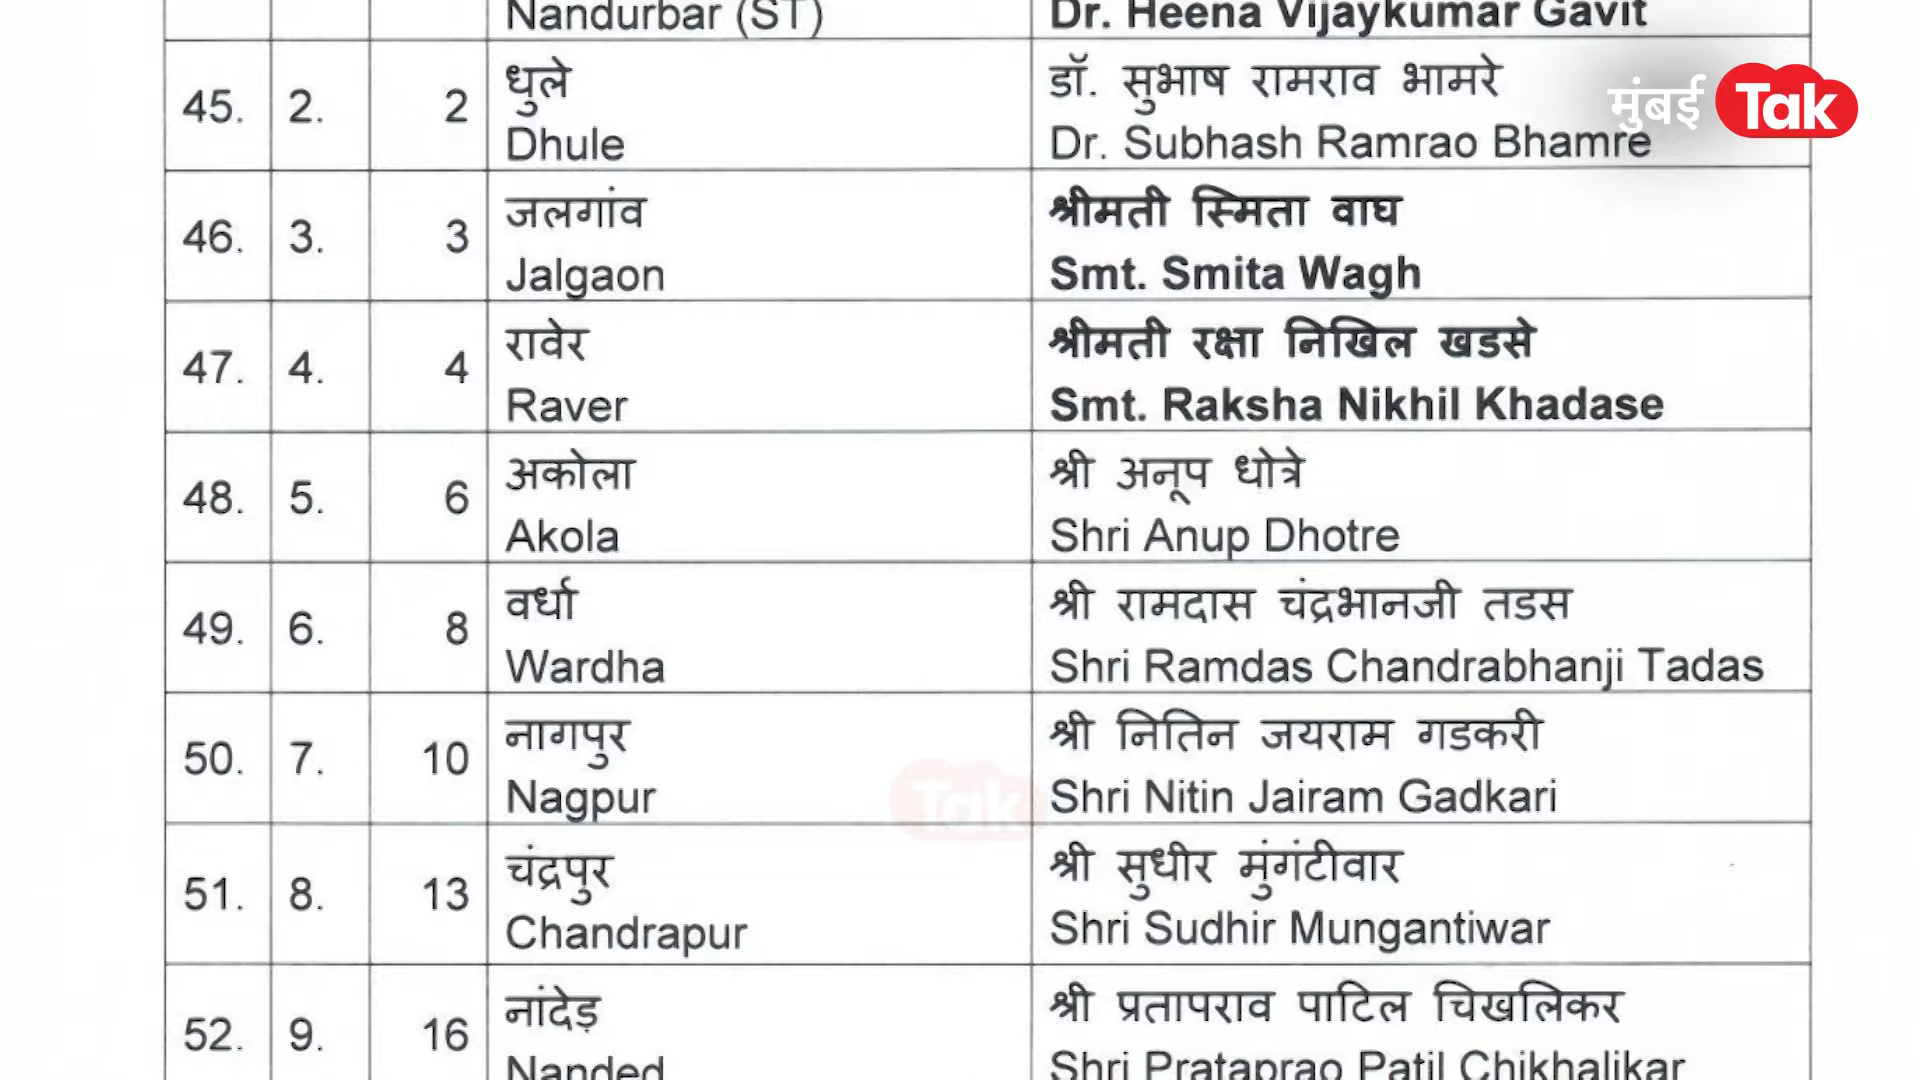 Nandurbar (ST) Dr. Heena Vijaykumar Gavit
मुंबई Tak
45. 2. 2 धुले डॉ. सुभाष रामराव भामरे
Dhule Dr. Subhash Ramrao Bhamre
46. 3. 3 जलगांव श्रीमती स्मिता वाघ
Jalgaon Smt. Smita Wagh
47. 4. 4 रावेर श्रीमती रक्षा निखिल खडसे
Raver Smt. Raksha Nikhil Khadase
48. 5. 6 अकोला श्री अनूप धोत्रे
Akola Shri Anup Dhotre
49. 6. 8 वर्धा श्री रामदास चंद्रभानजी तडस
Wardha Shri Ramdas Chandrabhanji Tadas
50. 7. 10 नागपुर श्री नितिन जयराम गडकरी
Nagpur Shri Nitin Jairam Gadkari
Tak
51. 8. 13 चंद्रपुर श्री सुधीर मुंगंटीवार
Chandrapur Shri Sudhir Mungantiwar
52. 9. 16 नांदेड़ श्री प्रतापराव पाटिल चिखलिकर
Nanded Shri Prataprao Patil Chikhalikar